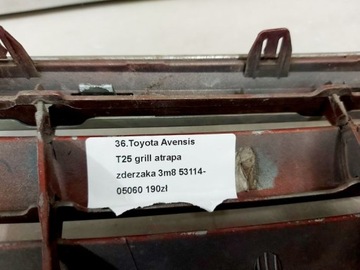 36.Toyota Avensis
T25 grill atrapa
zderzaka 3m8 53114-
05060 190zł